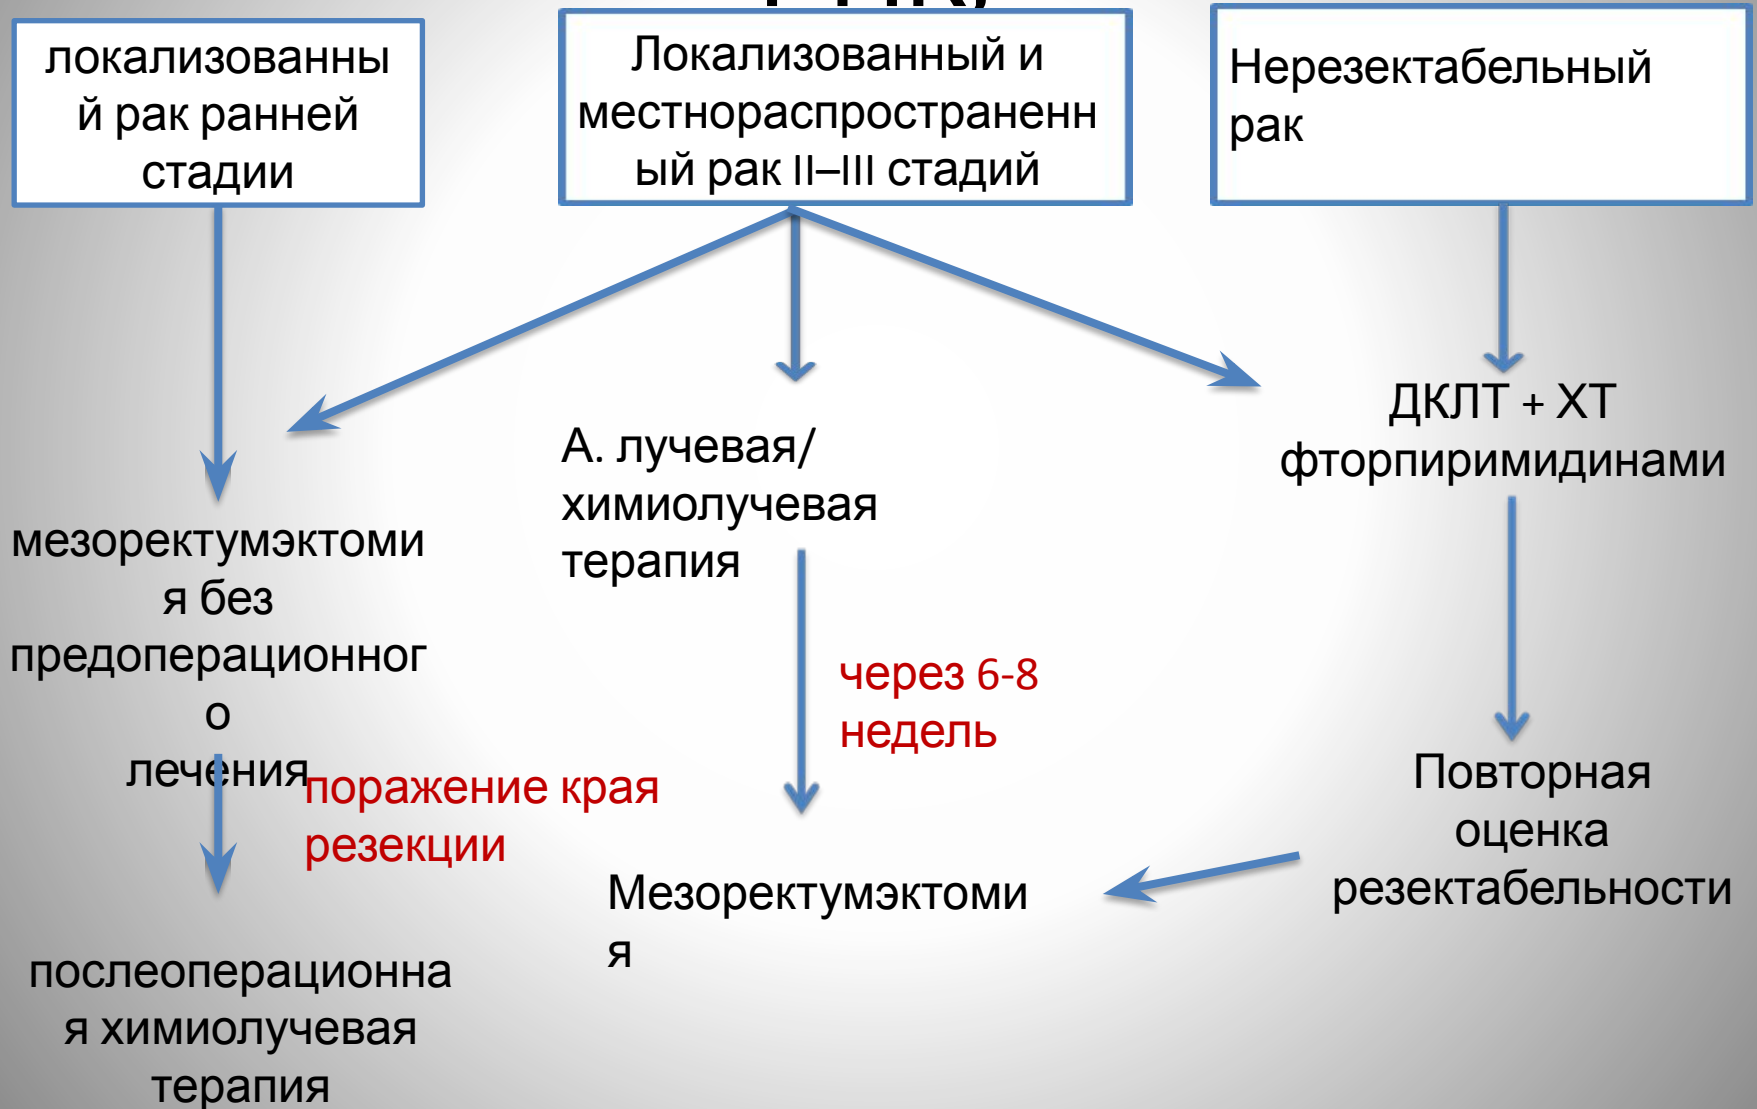 локализованны
й рак ранней
стадии
Локализованный и
местнораспространенн
ый рак II–III стадий
Нерезектабельный
рак
ДКЛТ + ХТ
фторпиримидинами
А. лучевая/
химиолучевая
терапия
мезоректумэктоми
я без
предоперационног
о
лечения
через 6-8
недель
поражение края
резекции
Повторная
оценка
резектабельности
Мезоректумэктоми
я
послеоперационна
я химиолучевая
терапия